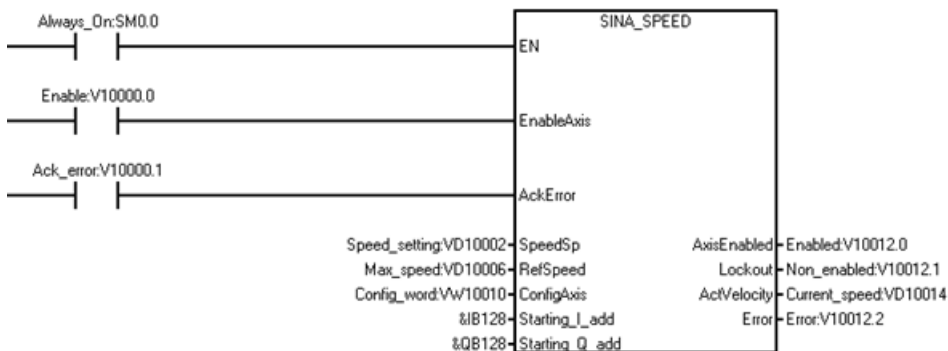 Always_On:SM0.0 SINA_SPEED
EN
Enable:V10000.0
EnableAxis
Ack_error:V10000.1
AckError
Speed_setting:VD10002 SpeedSp AxisEnabled Enabled:V10012.0
Max_speed:VD10006 RefSpeed Lockout Non_enabled:V10012.1
Config_word:VW10010 ConfigAxis ActVelocity Current_speed:VD10014
&IB128 Starting_I_add Error Error:V10012.2
&QB128 Starting_Q_add